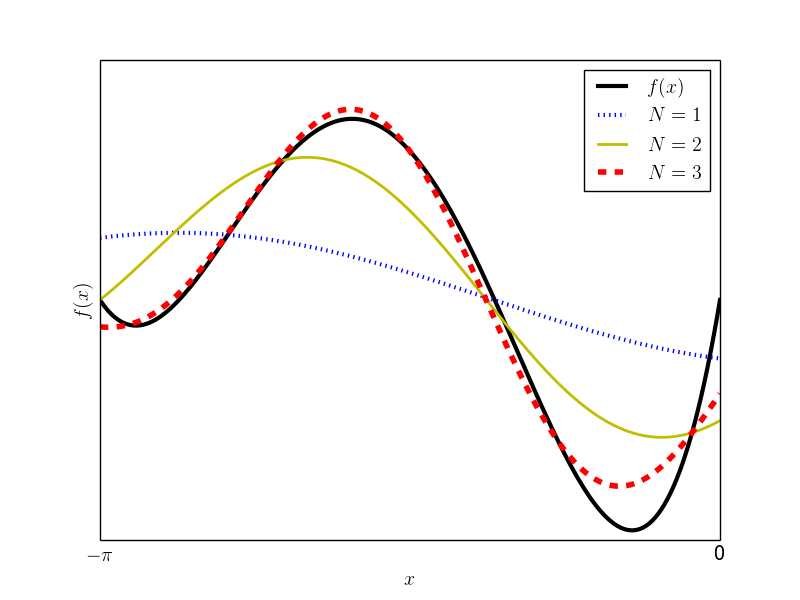 f(x)
N = 1
N = 2
N = 3
f(x)
−π
0
x